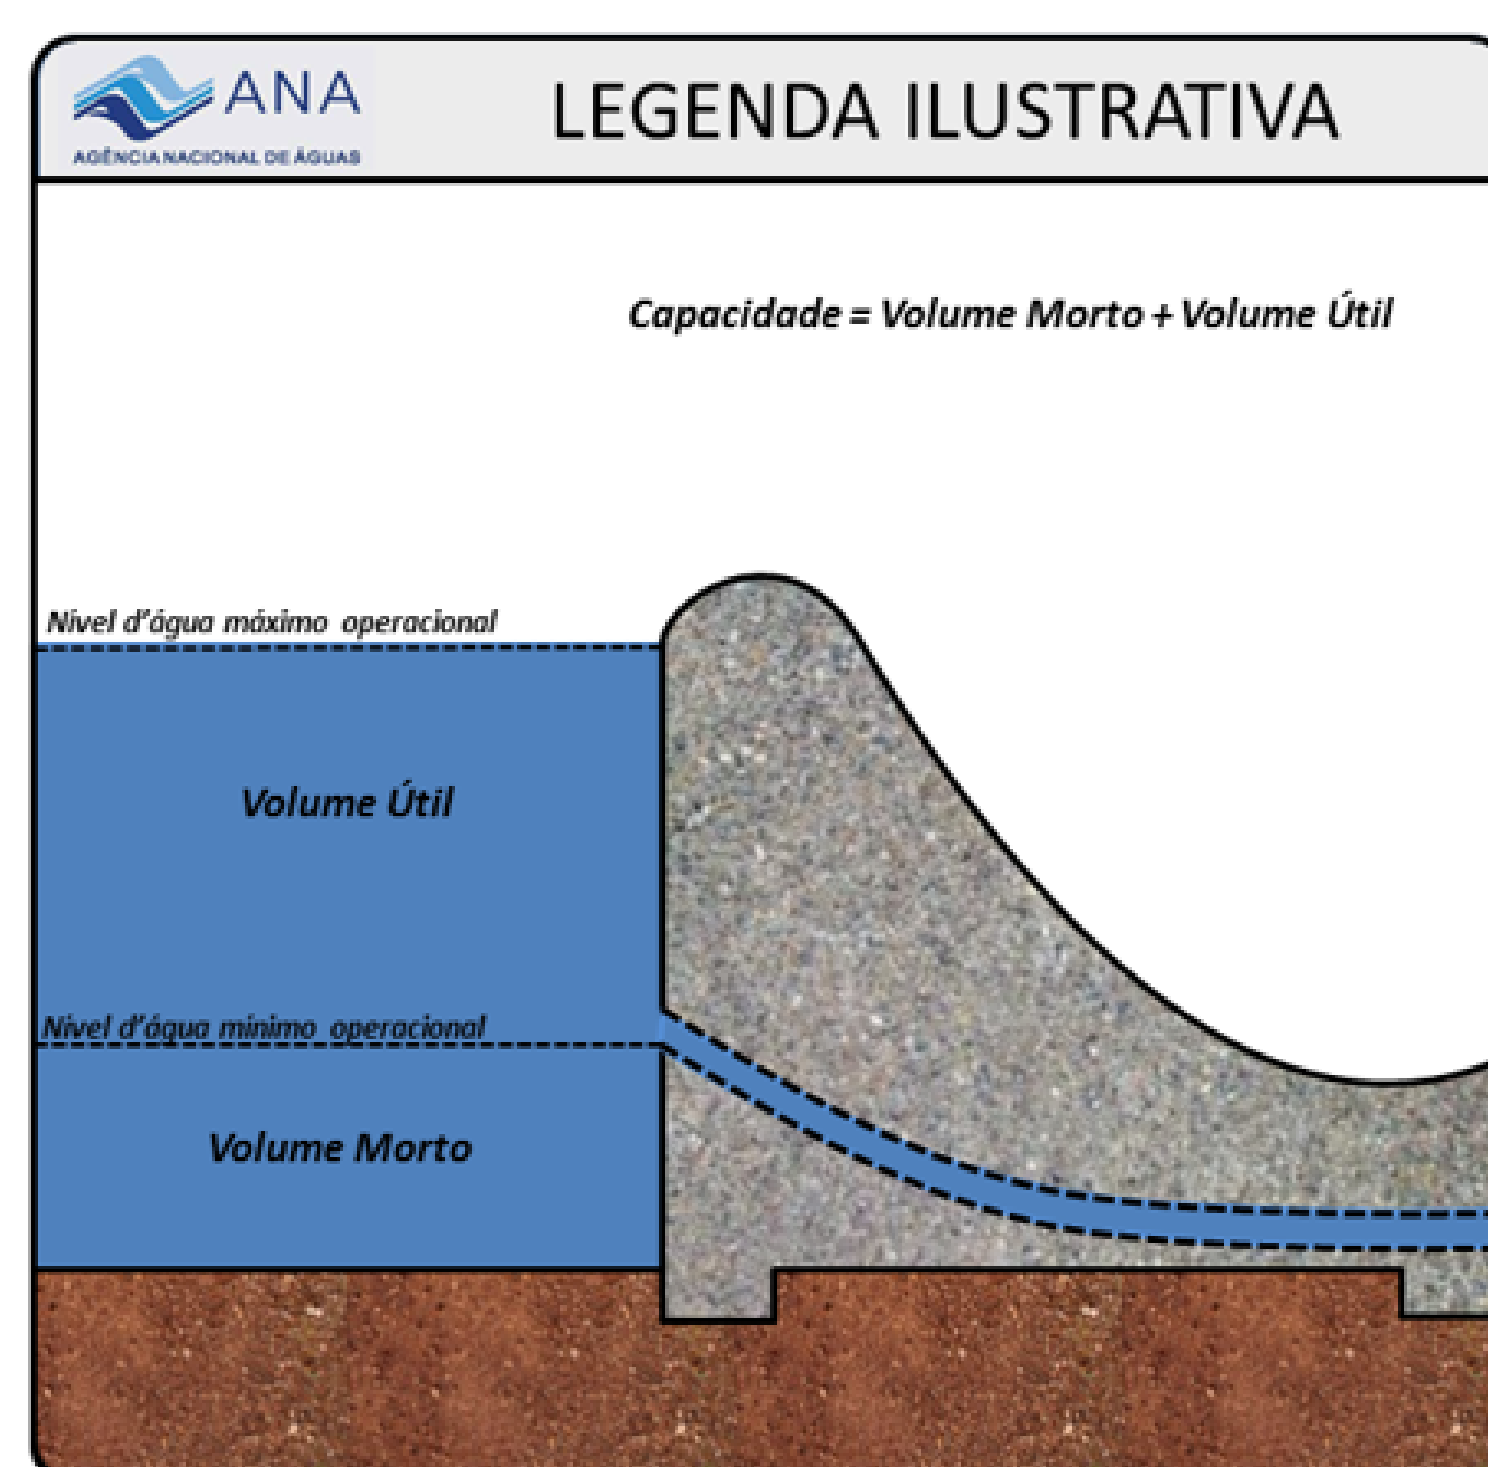 ANA
AGÊNCIA NACIONAL DE ÁGUAS
LEGENDA ILUSTRATIVA
Capacidade = Volume Morto + Volume Útil
Nível d'água máximo operacional
Volume Útil
Nível d'água mínimo operacional
Volume Morto